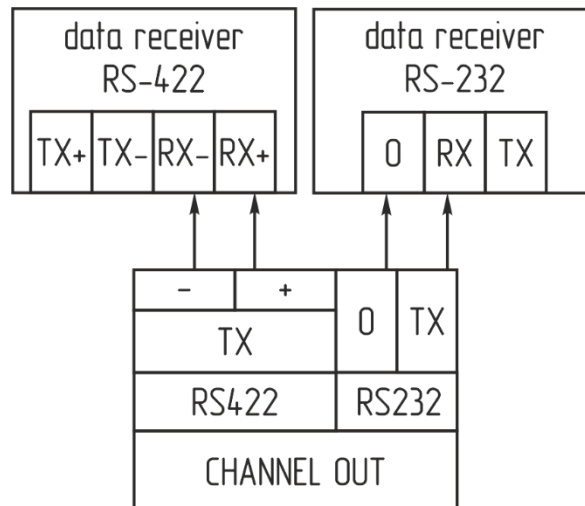 data receiver
RS-422
TX+ TX- RX- RX+
data receiver
RS-232
0 RX TX
- +
TX
0 TX
RS422 RS232
CHANNEL OUT